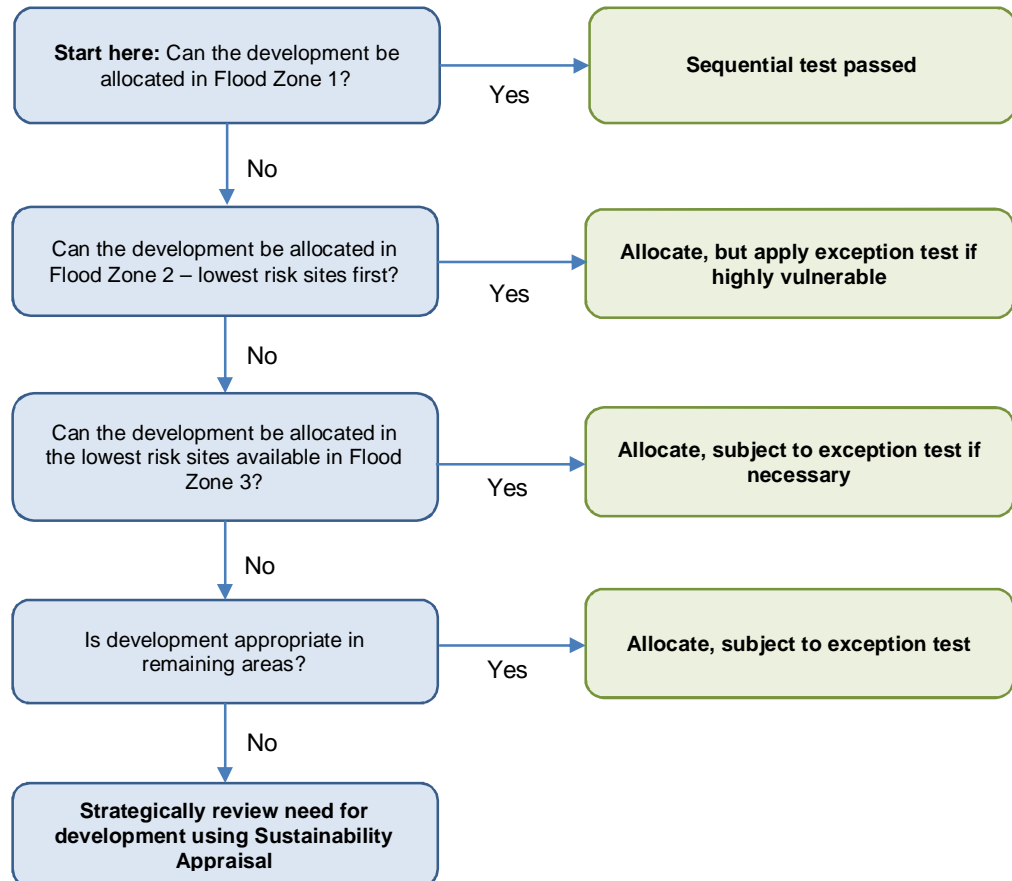 Start here: Can the development be
allocated in Flood Zone 1?
Yes
Sequential test passed
No
Can the development be allocated in
Flood Zone 2 – lowest risk sites first?
Yes
Allocate, but apply exception test if
highly vulnerable
No
Can the development be allocated in
the lowest risk sites available in Flood
Zone 3?
Yes
Allocate, subject to exception test if
necessary
No
Is development appropriate in
remaining areas?
Yes
Allocate, subject to exception test
No
Strategically review need for
development using Sustainability
Appraisal